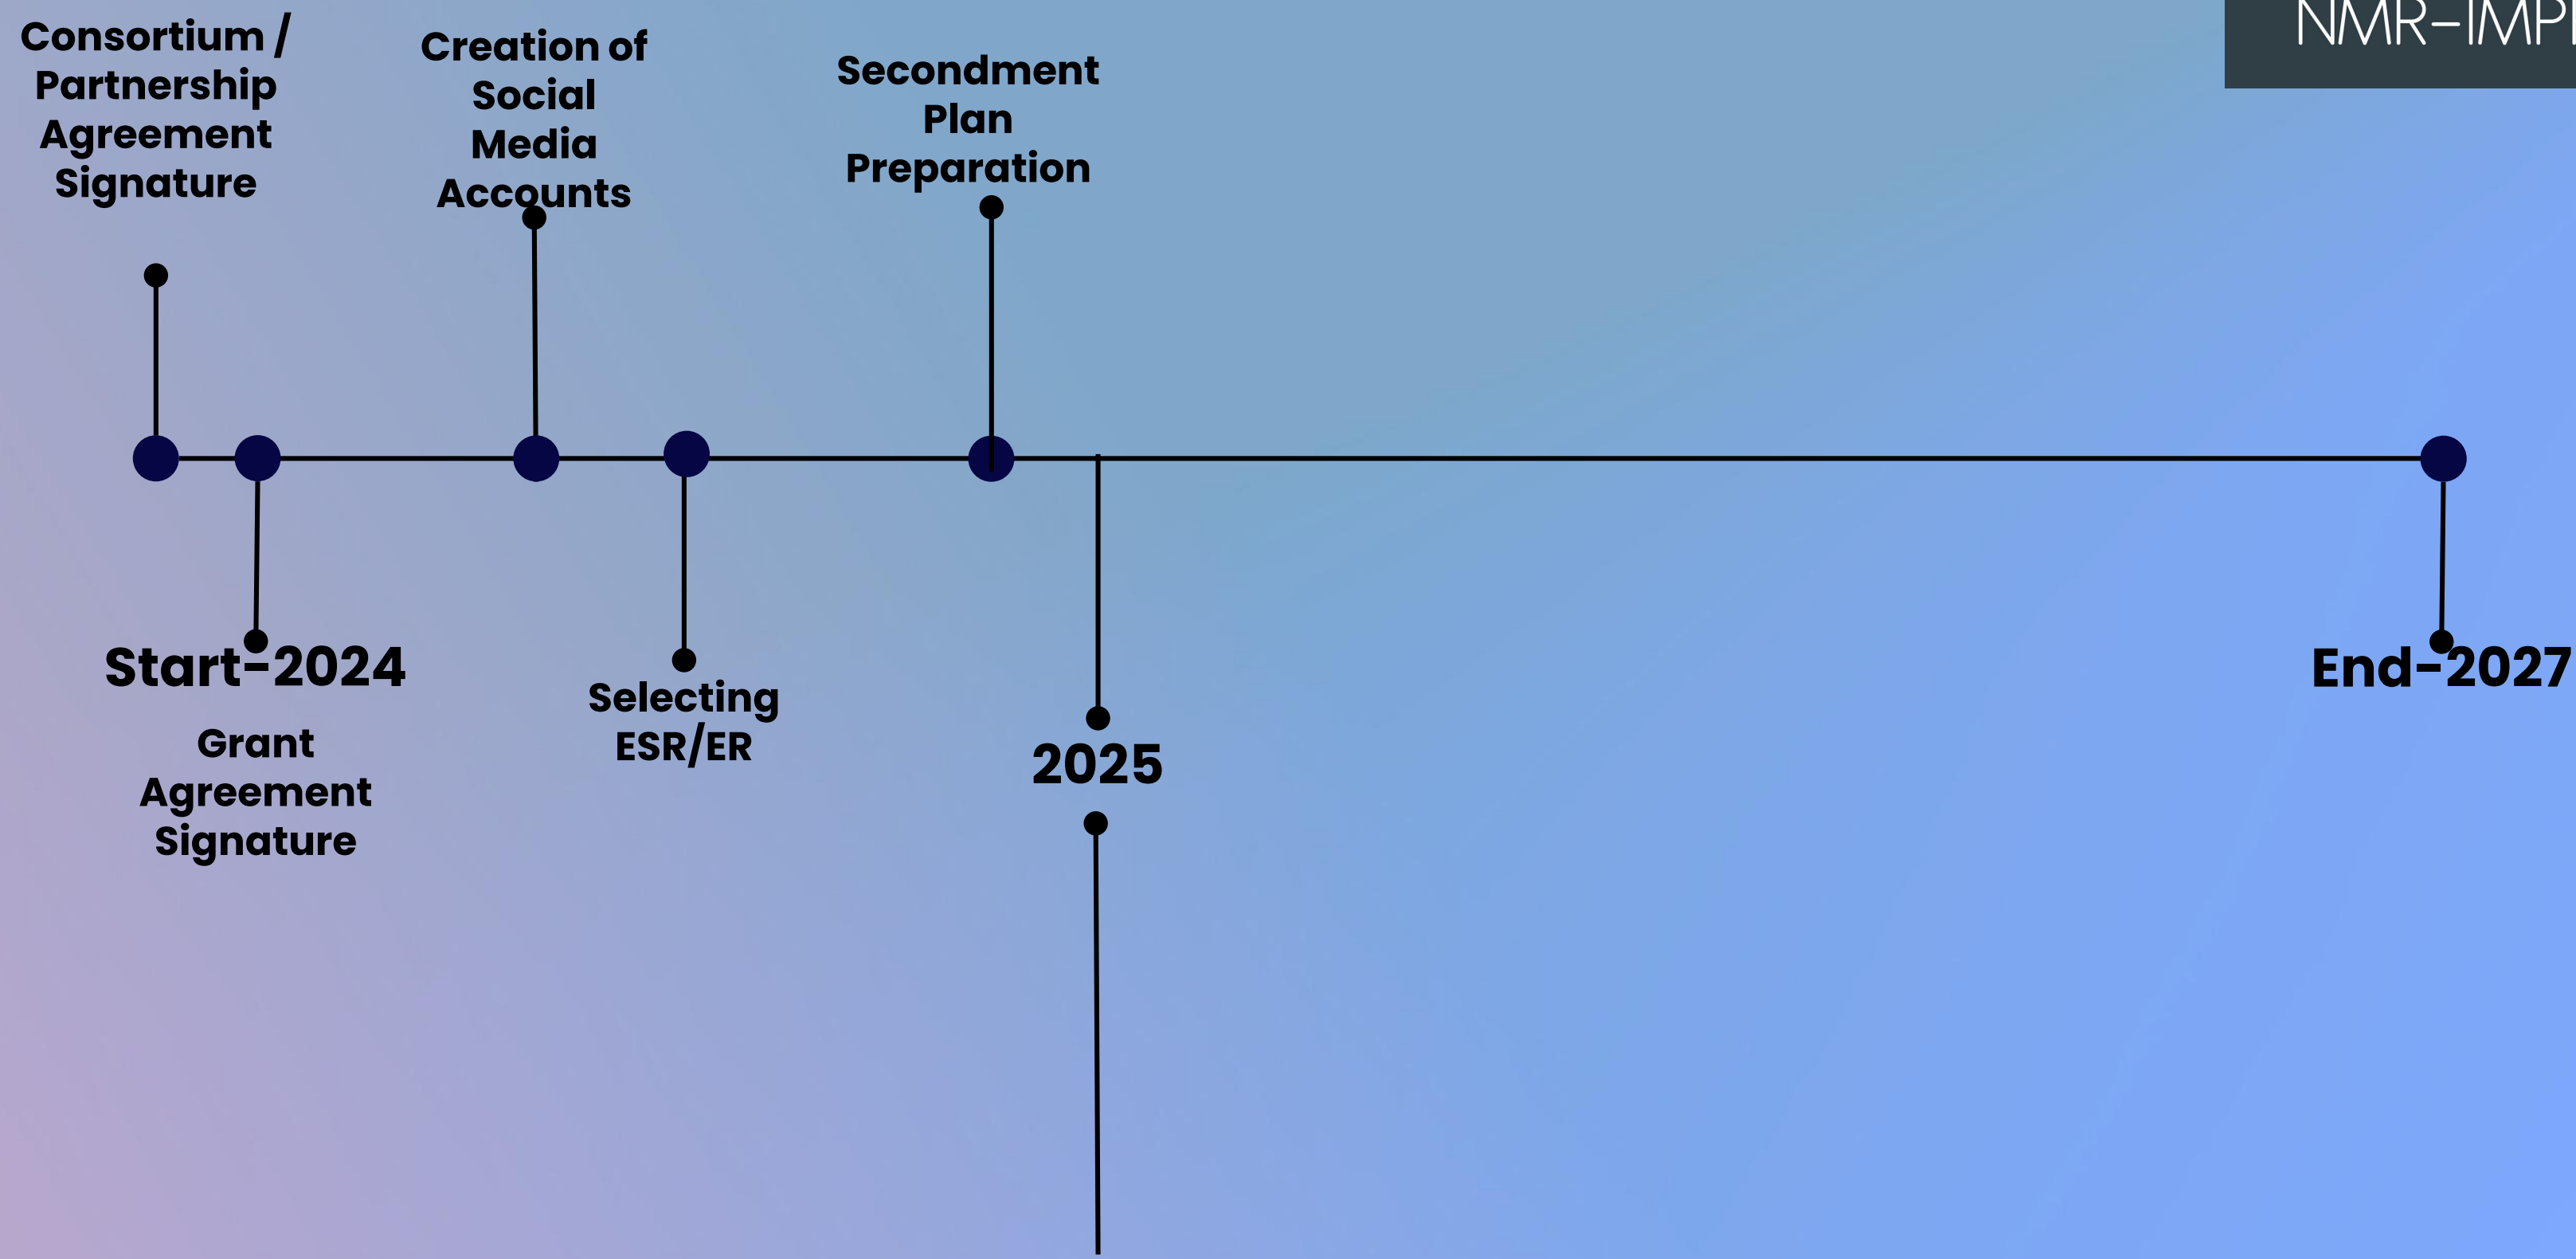 NMR-IMP
Consortium /
Partnership
Agreement
Signature
Creation of
Social
Media
Accounts
Secondment
Plan
Preparation
Start-2024
Grant
Agreement
Signature
Selecting
ESR/ER
2025
End-2027